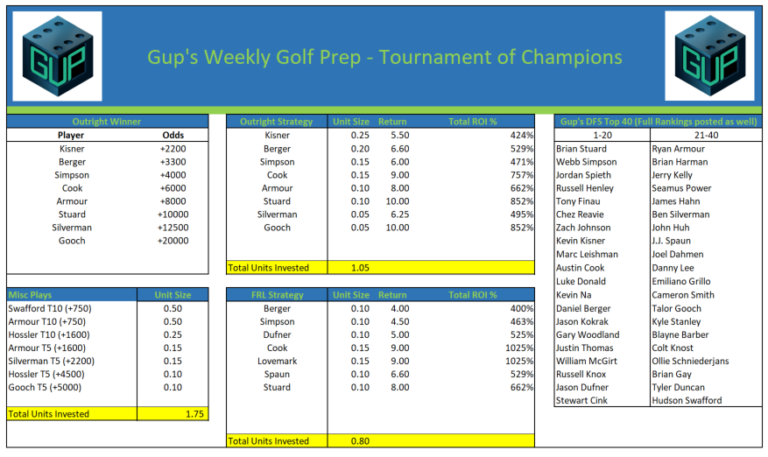 GUP
Gup's Weekly Golf Prep - Tournament of Champions
GUP
Outright Winner
Player Odds
Kisner +2200
Berger +3300
Simpson +4000
Cook +6000
Armour +8000
Stuard +10000
Silverman +12500
Gooch +20000
Outright Strategy Unit Size Return Total ROI %
Kisner 0.25 5.50 424%
Berger 0.20 6.60 529%
Simpson 0.15 6.00 471%
Cook 0.15 9.00 757%
Armour 0.10 8.00 662%
Stuard 0.10 10.00 852%
Silverman 0.05 6.25 495%
Gooch 0.05 10.00 852%
Total Units Invested 1.05
Gup's DFS Top 40 (Full Rankings posted as well)
1-20 21-40
Brian Stuard Ryan Armour
Webb Simpson Brian Harman
Jordan Spieth Jerry Kelly
Russell Henley Seamus Power
Tony Finau James Hahn
Chez Reavie Ben Silverman
Zach Johnson John Huh
Kevin Kisner J.J. Spaun
Marc Leishman Joel Dahmen
Austin Cook Danny Lee
Luke Donald Emiliano Grillo
Kevin Na Cameron Smith
Daniel Berger Talor Gooch
Jason Kokrak Kyle Stanley
Gary Woodland Blayne Barber
Justin Thomas Colt Knost
William McGirt Ollie Schniederjans
Russell Knox Brian Gay
Jason Dufner Tyler Duncan
Stewart Cink Hudson Swafford
Misc Plays Unit Size
Swafford T10 (+750) 0.50
Armour T10 (+750) 0.50
Hossler T10 (+1600) 0.25
Armour T5 (+1600) 0.15
Silverman T5 (+2200) 0.15
Hossler T5 (+4500) 0.10
Gooch T5 (+5000) 0.10
Total Units Invested 1.75
FRL Strategy Unit Size Return Total ROI %
Berger 0.10 4.00 400%
Simpson 0.10 4.50 463%
Dufner 0.10 5.00 525%
Cook 0.15 9.00 1025%
Lovemark 0.15 9.00 1025%
Spaun 0.10 6.60 529%
Stuard 0.10 8.00 662%
Total Units Invested 0.80